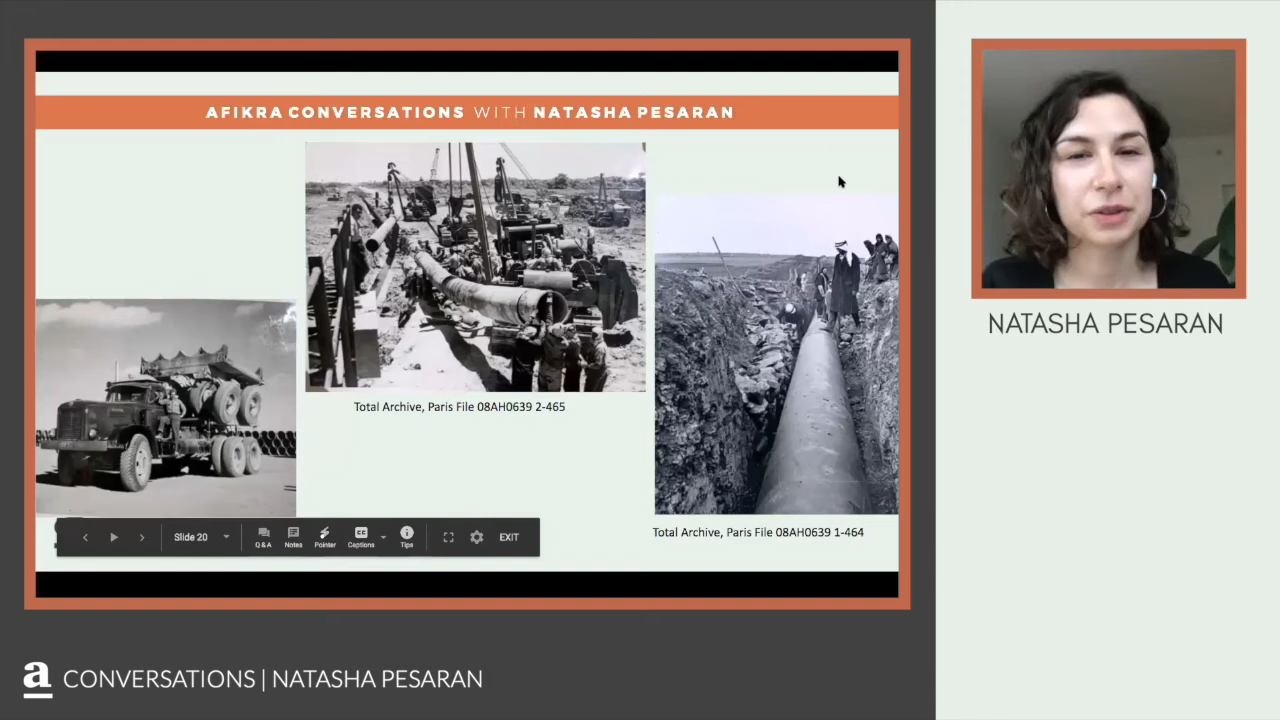 AFIKRA CONVERSATIONS WITH NATASHA PESARAN
Total Archive, Paris File 08AH0639 2-465
Total Archive, Paris File 08AH0639 1-464
Slide 20
Q & A
Notes
Pointer
Captions
Tips
EXIT
NATASHA PESARAN
a CONVERSATIONS | NATASHA PESARAN